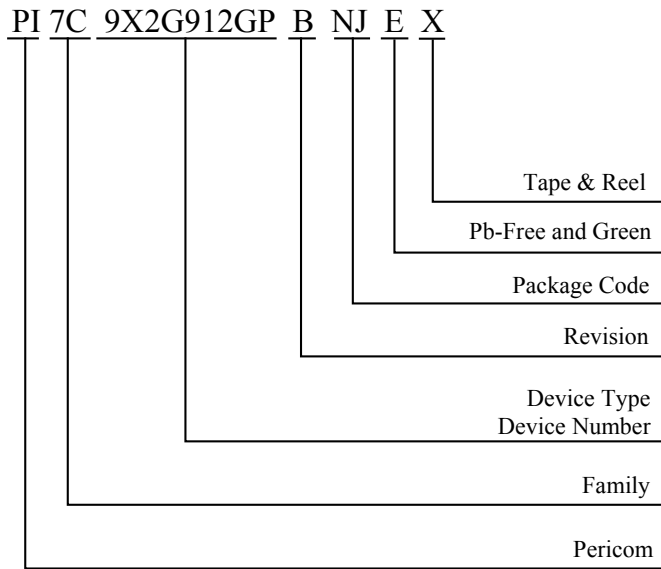 PI 7C 9X2G912GP B NJ E X
Tape & Reel
Pb-Free and Green
Package Code
Revision
Device Type
Device Number
Family
Pericom